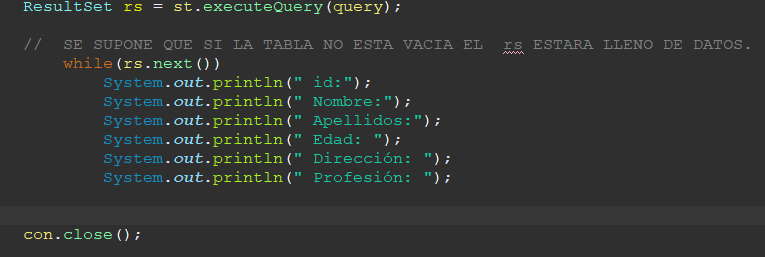 ResultSet rs = st.executeQuery(query);
// SE SUPONE QUE SI LA TABLA NO ESTA VACIA EL rs ESTARA LLENO DE DATOS.
while(rs.next())
System.out.println(" id:");
System.out.println(" Nombre:");
System.out.println(" Apellidos:");
System.out.println(" Edad: ");
System.out.println(" Dirección: ");
System.out.println(" Profesión: ");
con.close();